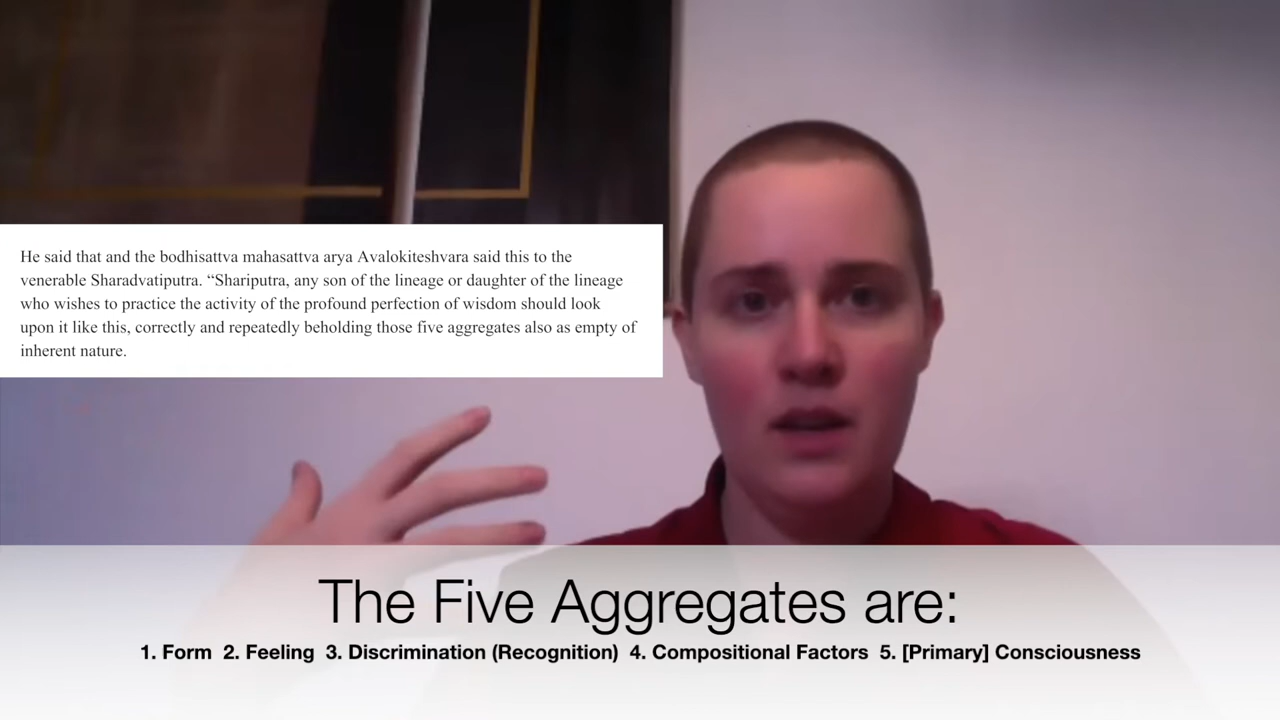 He said that and the bodhisattva mahasattva arya Avalokiteshvara said this to the
venerable Sharadvatiputra. “Shariputra, any son of the lineage or daughter of the lineage
who wishes to practice the activity of the profound perfection of wisdom should look
upon it like this, correctly and repeatedly beholding those five aggregates also as empty of
inherent nature.
The Five Aggregates are:
1. Form 2. Feeling 3. Discrimination (Recognition) 4. Compositional Factors 5. [Primary] Consciousness